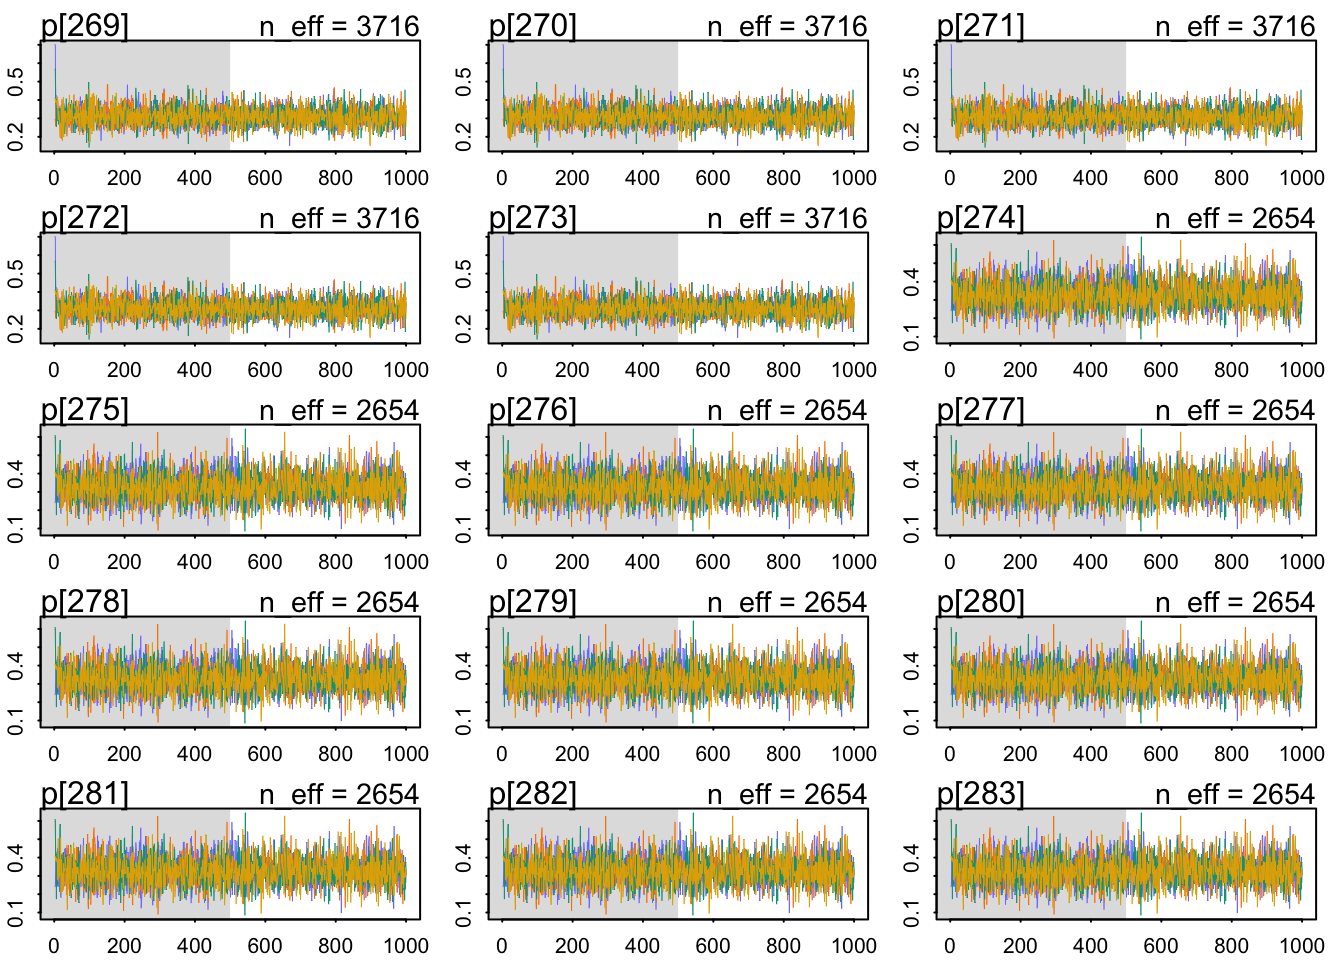 p[269] n_eff = 3716 p[270] n_eff = 3716 p[271] n_eff = 3716
0.5 0.5 0.5
0.2 0.2 0.2
0 200 400 600 800 1000 0 200 400 600 800 1000 0 200 400 600 800 1000
p[272] n_eff = 3716 p[273] n_eff = 3716 p[274] n_eff = 2654
0.5 0.5 0.4
0.2 0.2 0.1
0 200 400 600 800 1000 0 200 400 600 800 1000 0 200 400 600 800 1000
p[275] n_eff = 2654 p[276] n_eff = 2654 p[277] n_eff = 2654
0.4 0.4 0.4
0.1 0.1 0.1
0 200 400 600 800 1000 0 200 400 600 800 1000 0 200 400 600 800 1000
p[278] n_eff = 2654 p[279] n_eff = 2654 p[280] n_eff = 2654
0.4 0.4 0.4
0.1 0.1 0.1
0 200 400 600 800 1000 0 200 400 600 800 1000 0 200 400 600 800 1000
p[281] n_eff = 2654 p[282] n_eff = 2654 p[283] n_eff = 2654
0.4 0.4 0.4
0.1 0.1 0.1
0 200 400 600 800 1000 0 200 400 600 800 1000 0 200 400 600 800 1000